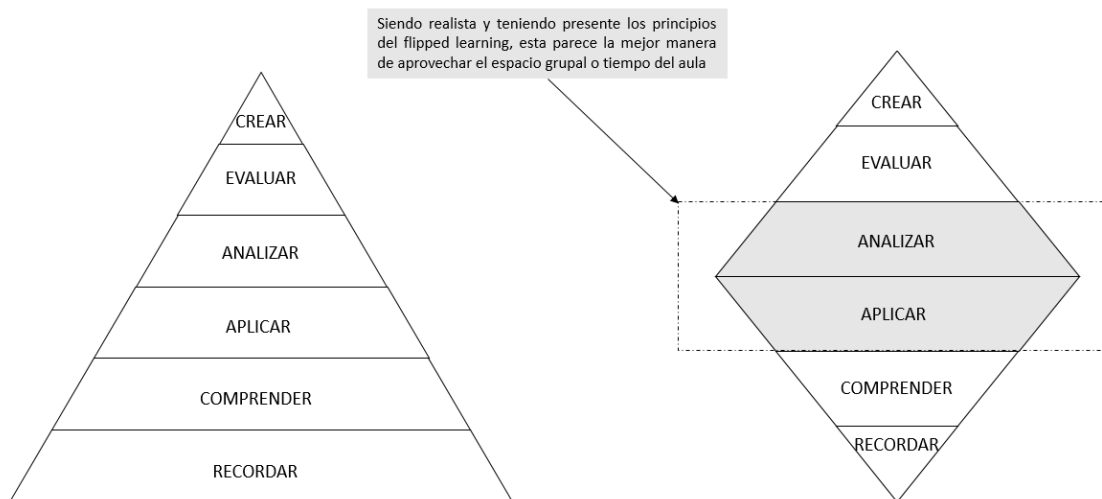 Siendo realista y teniendo presente los principios
del flipped learning, esta parece la mejor manera
de aprovechar el espacio grupal o tiempo del aula
CREAR
EVALUAR
ANALIZAR
APLICAR
COMPRENDER
RECORDAR
CREAR
EVALUAR
ANALIZAR
APLICAR
COMPRENDER
RECORDAR